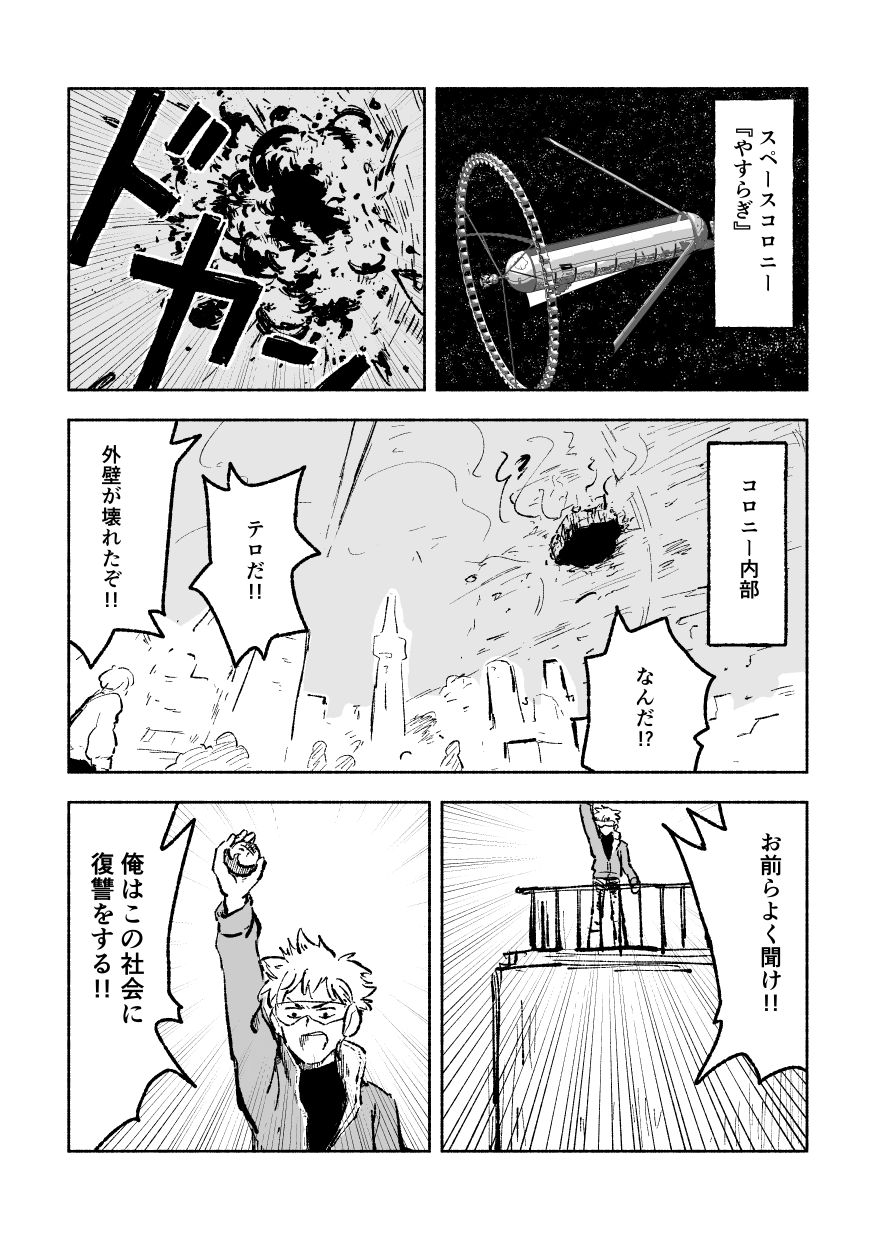 スペースコロニー
『やすらぎ』
ドカーン
コロニー内部
なんだ!?
テロだ!!
外壁が壊れたぞ!!
お前らよく聞け!!
俺はこの社会に
復讐をする!!